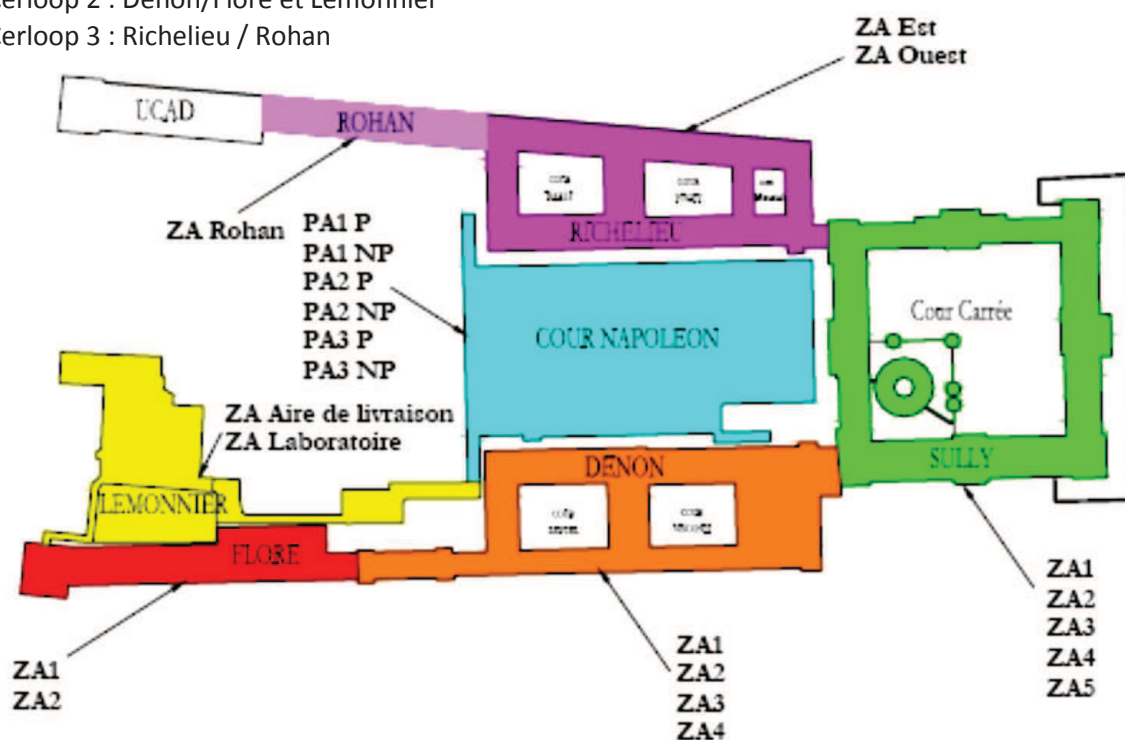 Cerloop 2 : Denon/Flore et Lemonnier
Cerloop 3 : Richelieu / Rohan
ZA Est
ZA Ouest
UCAD
ROHAN
ZA Rohan
PA1 P
PA1 NP
PA2 P
PA2 NP
PA3 P
PA3 NP
RICHELIEU
COUR NAPOLEON
Cour Carrée
ZA Aire de livraison
ZA Laboratoire
DENON
SULLY
LEMONNIER
FLORE
ZA1
ZA2
ZA1
ZA2
ZA3
ZA4
ZA1
ZA2
ZA3
ZA4
ZA5